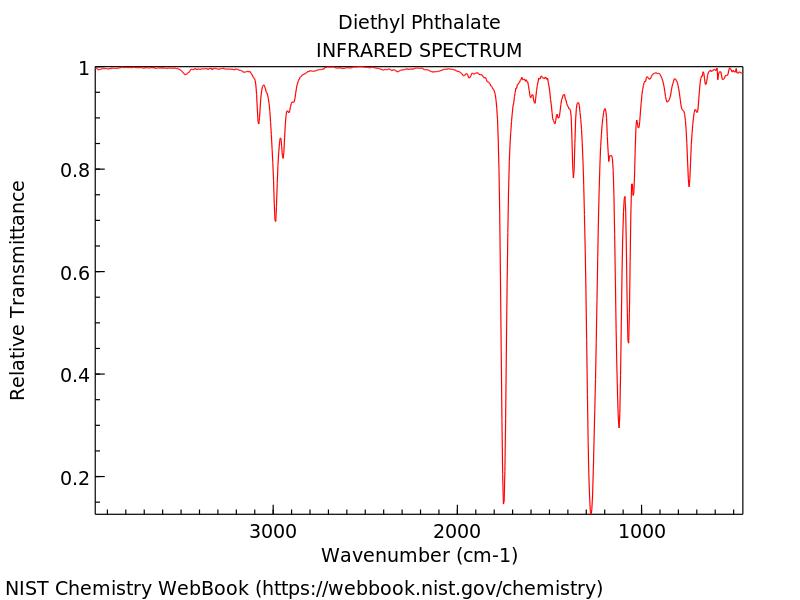 Diethyl Phthalate
INFRARED SPECTRUM
1
0.8
0.6
0.4
0.2
Relative Transmittance
3000 2000 1000
Wavenumber (cm-1)
NIST Chemistry WebBook (https://webbook.nist.gov/chemistry)